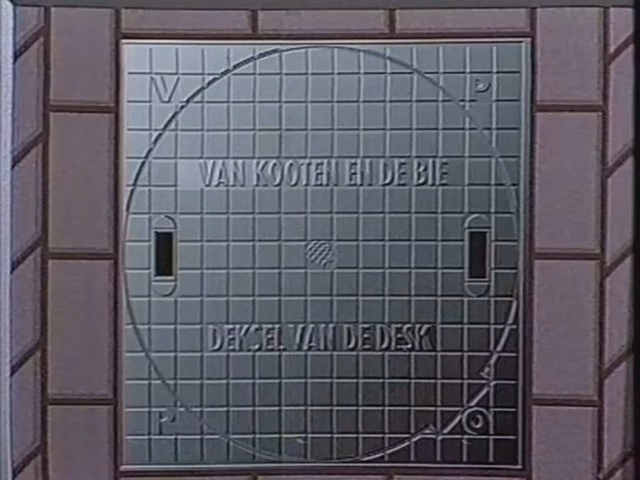 V P
VAN KOOTEN EN DE BIE
DEKSEL VAN DE DESK
R O